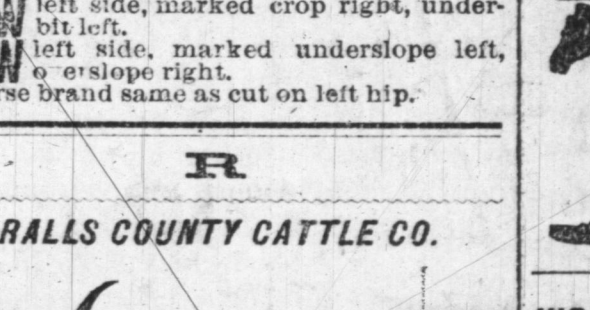 left side, marked crop right, under-
bit left.
left side, marked underslope left,
o erslope right.
rse brand same as cut on left hip.
R
RALLS COUNTY CATTLE CO.